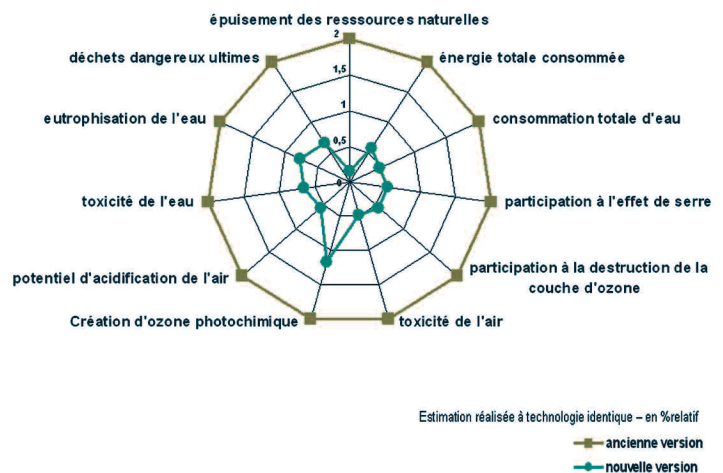 épuisement des resssources naturelles
2
déchets dangereux ultimes
énergie totale consommée
1,5
eutrophisation de l'eau
1
consommation totale d'eau
0,5
toxicité de l'eau
0
participation à l'effet de serre
potentiel d'acidification de l'air
participation à la destruction de la
couche d'ozone
Création d'ozone photochimique
toxicité de l'air
Estimation réalisée à technologie identique – en %relatif
ancienne version
nouvelle version